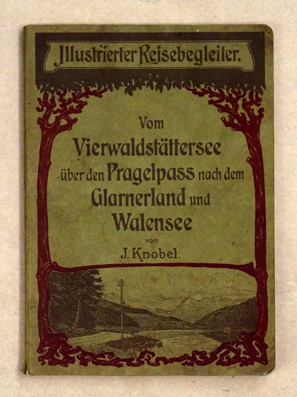 Illustrierter Reisebegleiter.
Vom
Vierwaldstättersee
über den Pragelpass nach dem
Glarnerland und
Walensee
von
J. Knobel.